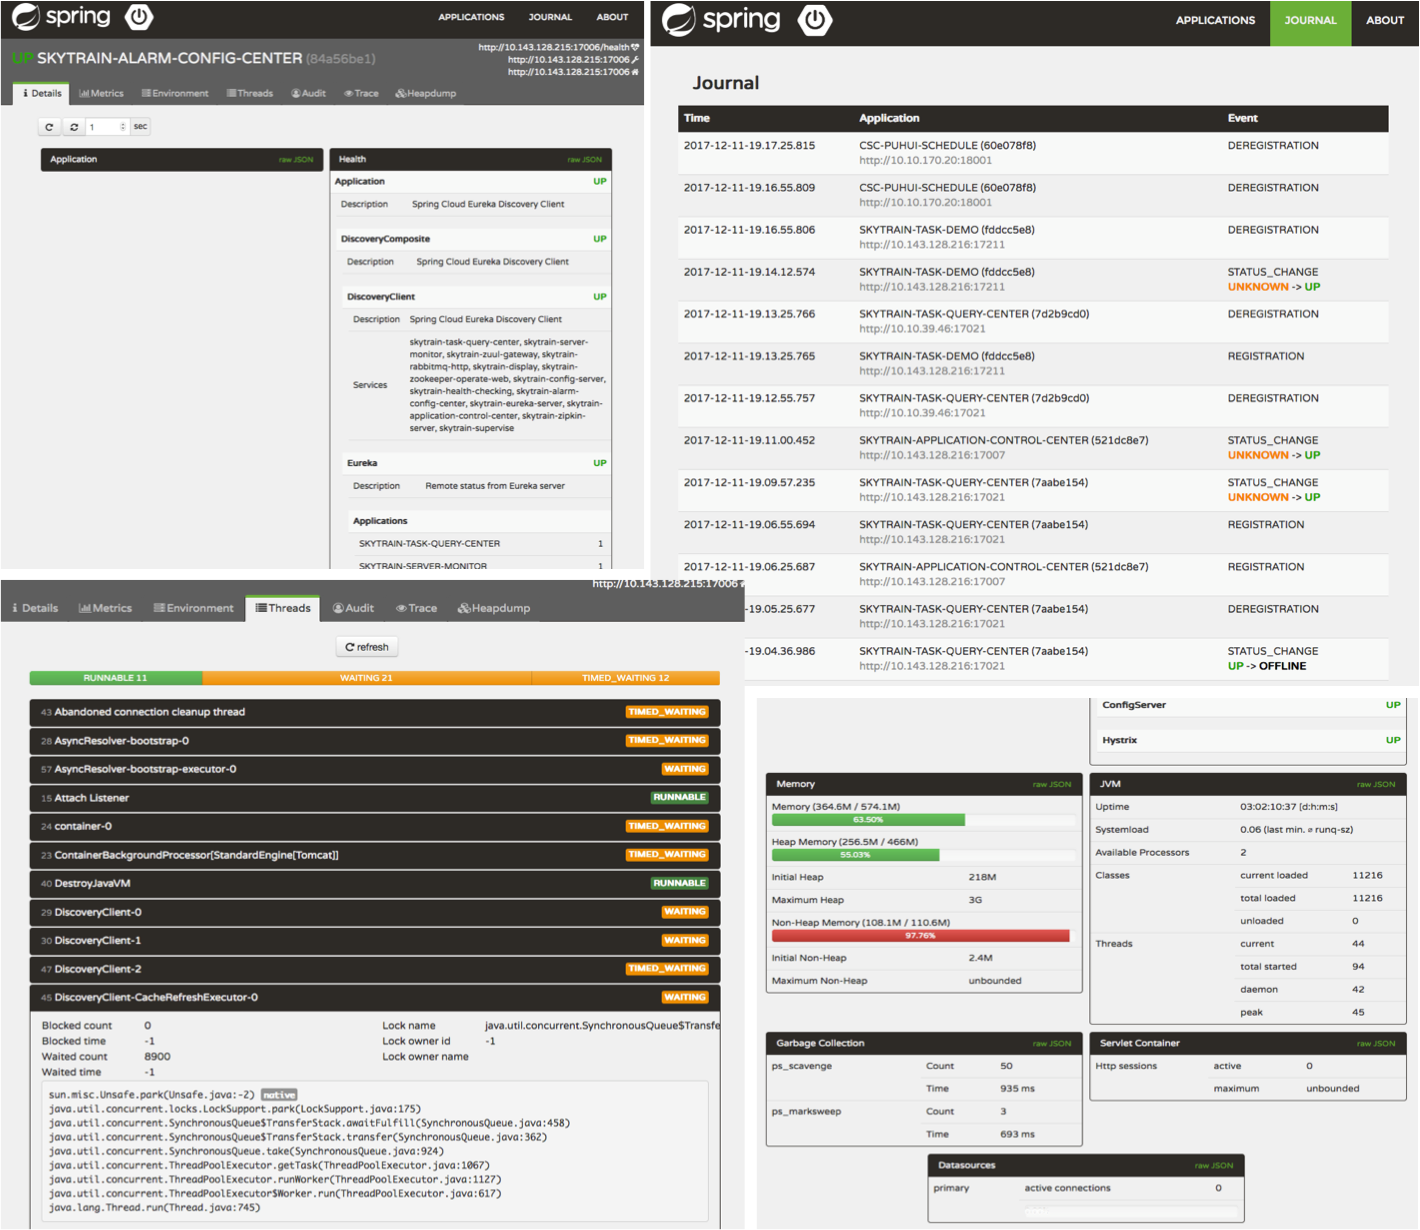 spring
APPLICATIONS JOURNAL ABOUT
http://10.143.128.215:17006/health
UP SKYTRAIN-ALARM-CONFIG-CENTER (84a56be1)
http://10.143.128.215:17006
http://10.143.128.215:17006
Details Metrics Environment Threads Audit Trace Heapdump
1 sec
Application raw JSON
Health raw JSON
Application UP
Description Spring Cloud Eureka Discovery Client
DiscoveryComposite UP
Description Spring Cloud Eureka Discovery Client
DiscoveryClient UP
Description Spring Cloud Eureka Discovery Client
Services
skytrain-task-query-center, skytrain-server-
monitor, skytrain-zuul-gateway, skytrain-
rabbitmq-http, skytrain-display, skytrain-
zookeeper-operate-web, skytrain-config-server,
skytrain-health-checking, skytrain-alarm-
config-center, skytrain-eureka-server, skytrain-
application-control-center, skytrain-zipkin-
server, skytrain-supervise
Eureka UP
Description Remote status from Eureka server
Applications
SKYTRAIN-TASK-QUERY-CENTER 1
SKYTRAIN-SERVER-MONITOR 1
spring
APPLICATIONS JOURNAL ABOUT
Journal
Time Application Event
2017-12-11-19.17.25.815 CSC-PUHUI-SCHEDULE (60e078f8) DEREGISTRATION
http://10.10.170.20:18001
2017-12-11-19.16.55.809 CSC-PUHUI-SCHEDULE (60e078f8) DEREGISTRATION
http://10.10.170.20:18001
2017-12-11-19.16.55.806 SKYTRAIN-TASK-DEMO (fddcc5e8) DEREGISTRATION
http://10.143.128.216:17211
2017-12-11-19.14.12.574 SKYTRAIN-TASK-DEMO (fddcc5e8) STATUS_CHANGE
http://10.143.128.216:17211 UNKNOWN -> UP
2017-12-11-19.13.25.766 SKYTRAIN-TASK-QUERY-CENTER (7d2b9cd0) DEREGISTRATION
http://10.10.39.46:17021
2017-12-11-19.13.25.765 SKYTRAIN-TASK-DEMO (fddcc5e8) REGISTRATION
http://10.143.128.216:17211
2017-12-11-19.12.55.757 SKYTRAIN-TASK-QUERY-CENTER (7d2b9cd0) DEREGISTRATION
http://10.10.39.46:17021
2017-12-11-19.11.00.452 SKYTRAIN-APPLICATION-CONTROL-CENTER (521dc8e7) STATUS_CHANGE
http://10.143.128.216:17007 UNKNOWN -> UP
2017-12-11-19.09.57.235 SKYTRAIN-TASK-QUERY-CENTER (7aabe154) STATUS_CHANGE
http://10.143.128.216:17021 UNKNOWN -> UP
2017-12-11-19.06.55.694 SKYTRAIN-TASK-QUERY-CENTER (7aabe154) REGISTRATION
http://10.143.128.216:17021
2017-12-11-19.06.25.687 SKYTRAIN-APPLICATION-CONTROL-CENTER (521dc8e7) REGISTRATION
http://10.143.128.216:17007
-19.05.25.677 SKYTRAIN-TASK-QUERY-CENTER (7aabe154) DEREGISTRATION
http://10.143.128.216:17021
-19.04.36.986 SKYTRAIN-TASK-QUERY-CENTER (7aabe154) STATUS_CHANGE
http://10.143.128.216:17021 UP -> OFFLINE
http://10.143.128.215:17006
Details Metrics Environment Threads Audit Trace Heapdump
refresh
RUNNABLE 11 WAITING 21 TIMED_WAITING 12
43 Abandoned connection cleanup thread TIMED_WAITING
28 AsyncResolver-bootstrap-0 TIMED_WAITING
57 AsyncResolver-bootstrap-executor-0 WAITING
15 Attach Listener RUNNABLE
24 container-0 TIMED_WAITING
23 ContainerBackgroundProcessor[StandardEngine[Tomcat]] TIMED_WAITING
40 DestroyJavaVM RUNNABLE
29 DiscoveryClient-0 WAITING
30 DiscoveryClient-1 WAITING
47 DiscoveryClient-2 TIMED_WAITING
45 DiscoveryClient-CacheRefreshExecutor-0 WAITING
Blocked count 0 Lock name java.util.concurrent.SynchronousQueue$Transfe
Blocked time -1 Lock owner id -1
Waited count 8900 Lock owner name
Waited time -1
sun.misc.Unsafe.park(Unsafe.java:-2) native
java.util.concurrent.locks.LockSupport.park(LockSupport.java:175)
java.util.concurrent.SynchronousQueue$TransferStack.awaitFulfill(SynchronousQueue.java:458)
java.util.concurrent.SynchronousQueue$TransferStack.transfer(SynchronousQueue.java:362)
java.util.concurrent.SynchronousQueue.take(SynchronousQueue.java:924)
java.util.concurrent.ThreadPoolExecutor.getTask(ThreadPoolExecutor.java:1067)
java.util.concurrent.ThreadPoolExecutor.runWorker(ThreadPoolExecutor.java:1127)
java.util.concurrent.ThreadPoolExecutor$Worker.run(ThreadPoolExecutor.java:617)
java.lang.Thread.run(Thread.java:745)
ConfigServer UP
Hystrix UP
Memory raw JSON
Memory (364.6M / 574.1M)
63.50%
Heap Memory (256.5M / 466M)
55.03%
Initial Heap 218M
Maximum Heap 3G
Non-Heap Memory (108.1M / 110.6M)
97.76%
Initial Non-Heap 2.4M
Maximum Non-Heap unbounded
JVM raw JSON
Uptime 03:02:10:37 [d:h:m:s]
Systemload 0.06 (last min. ⌀ runq-sz)
Available Processors 2
Classes current loaded 11216
total loaded 11216
unloaded 0
Threads current 44
total started 94
daemon 42
peak 45
Garbage Collection raw JSON
ps_scavenge Count 50
Time 935 ms
ps_marksweep Count 3
Time 693 ms
Servlet Container raw JSON
Http sessions active 0
maximum unbounded
Datasources raw JSON
primary active connections 0